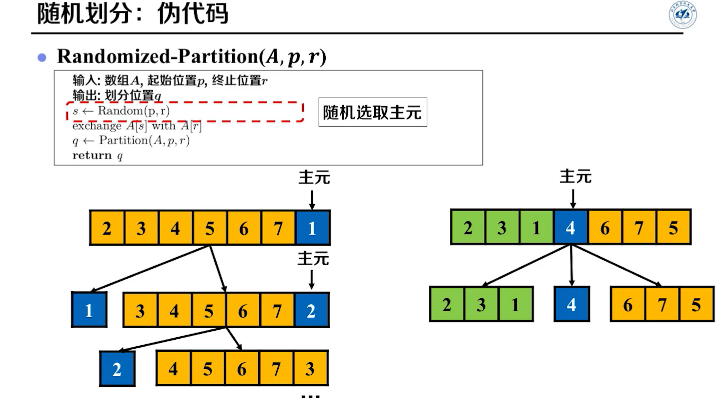 随机划分：伪代码
Randomized-Partition(A, p, r)
输入: 数组A, 起始位置p, 终止位置r
输出: 划分位置q
s ← Random(p,r)
exchange A[s] with A[r]
q ← Partition(A, p, r)
return q
随机选取主元
主元
2 3 4 5 6 7 1
主元
1
3 4 5 6 7 2
2
4 5 6 7 3
...
主元
2 3 1 4 6 7 5
2 3 1
4
6 7 5